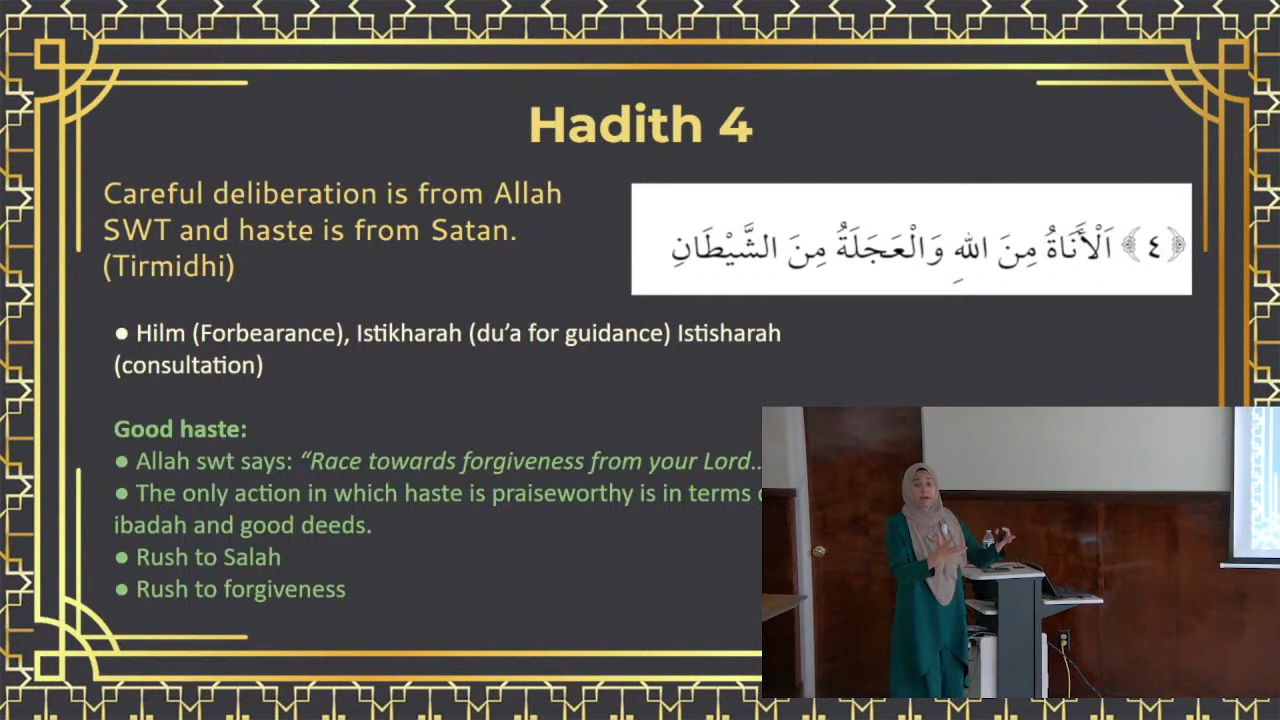 Hadith 4
Careful deliberation is from Allah
SWT and haste is from Satan.
(Tirmidhi)
﴿٤﴾ اَلْأَنَاةُ مِنَ اللهِ وَالْعَجَلَةُ مِنَ الشَّيْطَانِ
● Hilm (Forbearance), Istikharah (du’a for guidance) Istisharah
(consultation)
Good haste:
● Allah swt says: “Race towards forgiveness from your Lord..
● The only action in which haste is praiseworthy is in terms
ibadah and good deeds.
● Rush to Salah
● Rush to forgiveness